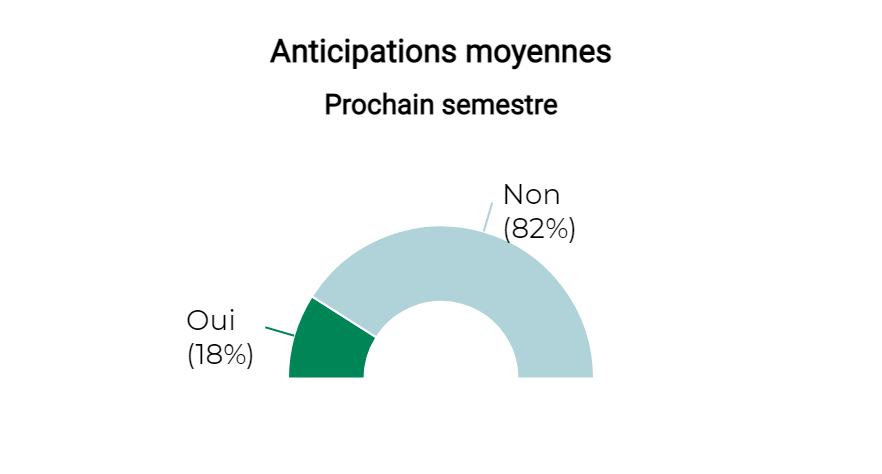 Anticipations moyennes
Prochain semestre
Non
(82%)
Oui
(18%)